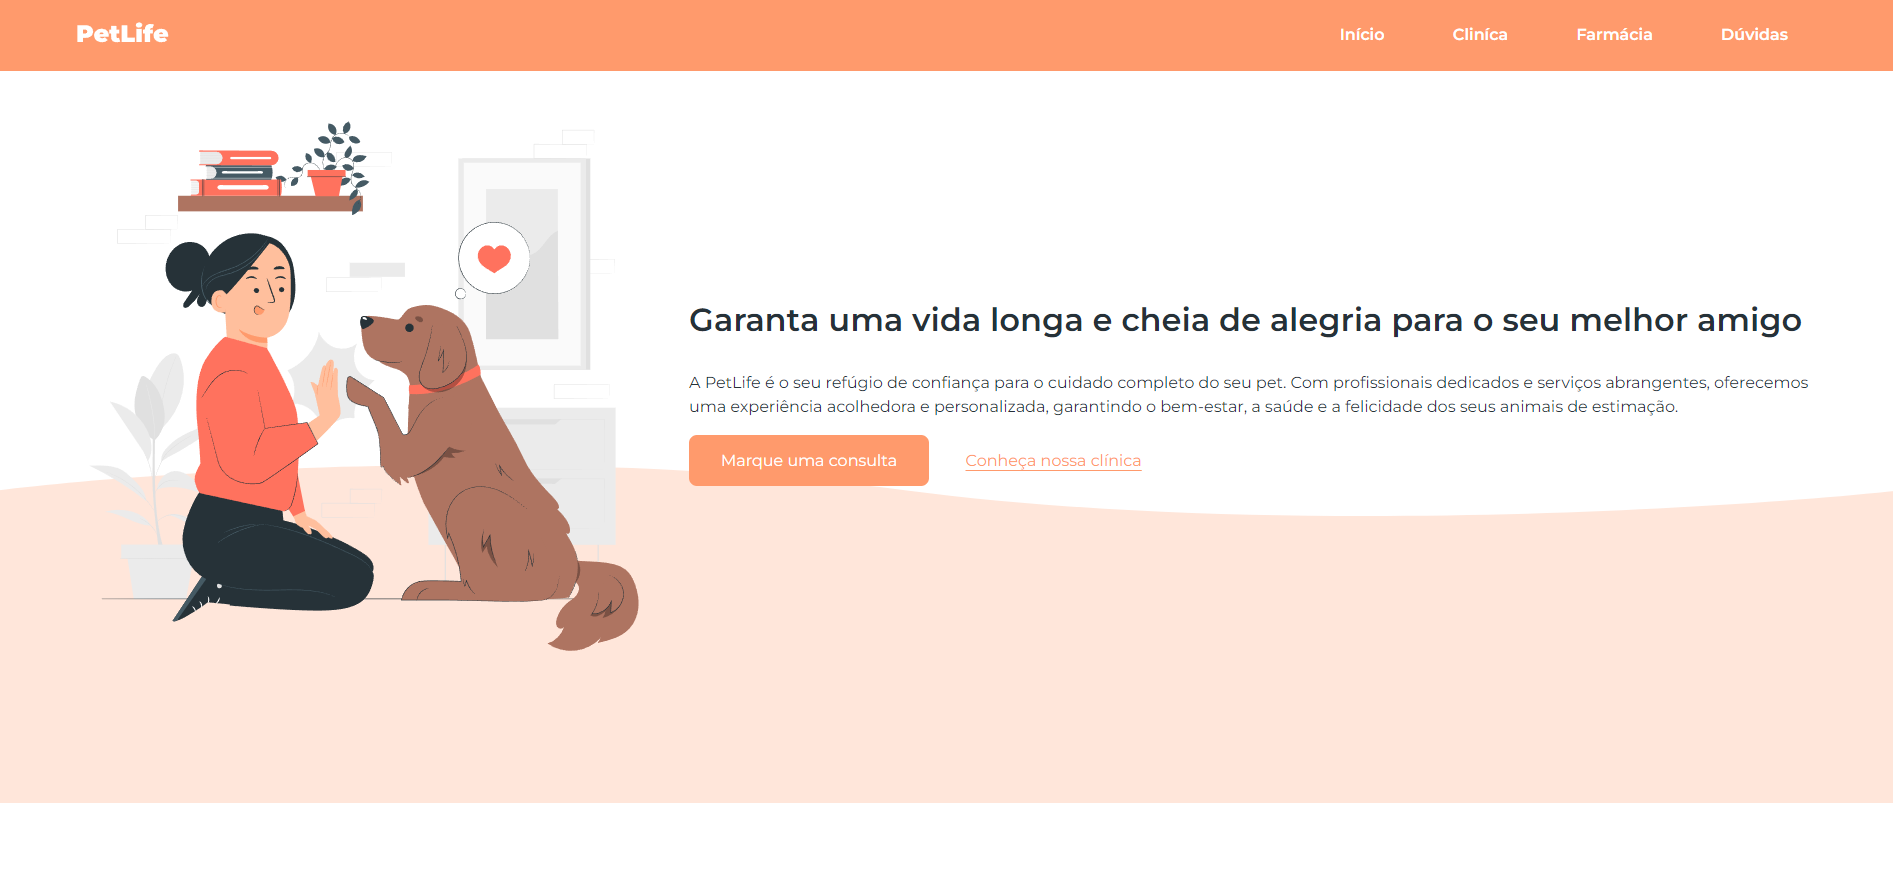 PetLife
Início
Cliníca
Farmácia
Dúvidas
Garanta uma vida longa e cheia de alegria para o seu melhor amigo
A PetLife é o seu refúgio de confiança para o cuidado completo do seu pet. Com profissionais dedicados e serviços abrangentes, oferecemos
uma experiência acolhedora e personalizada, garantindo o bem-estar, a saúde e a felicidade dos seus animais de estimação.
Marque uma consulta
Conheça nossa clínica